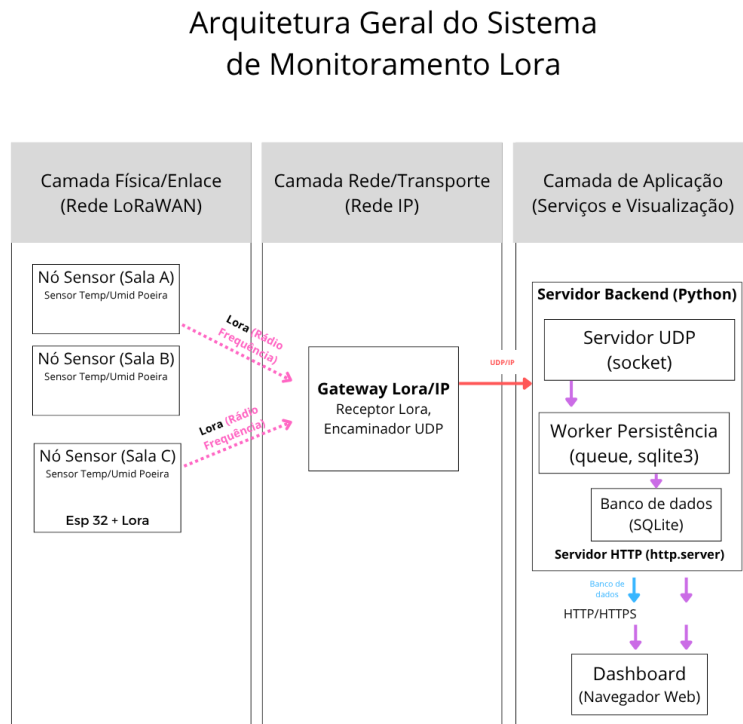 Arquitetura Geral do Sistema
de Monitoramento Lora
Camada Física/Enlace
(Rede LoRaWAN)
Camada Rede/Transporte
(Rede IP)
Camada de Aplicação
(Serviços e Visualização)
Nó Sensor (Sala A)
Sensor Temp/Umid Poeira
Nó Sensor (Sala B)
Sensor Temp/Umid Poeira
Nó Sensor (Sala C)
Sensor Temp/Umid Poeira
Esp 32 + Lora
Lora (Rádio
Frequência)
Lora (Rádio
Frequência)
Gateway Lora/IP
Receptor Lora,
Encaminador UDP
UDP/IP
Servidor Backend (Python)
Servidor UDP
(socket)
Worker Persistência
(queue, sqlite3)
Banco de dados
(SQLite)
Servidor HTTP (http.server)
Banco de
dados
HTTP/HTTPS
Dashboard
(Navegador Web)